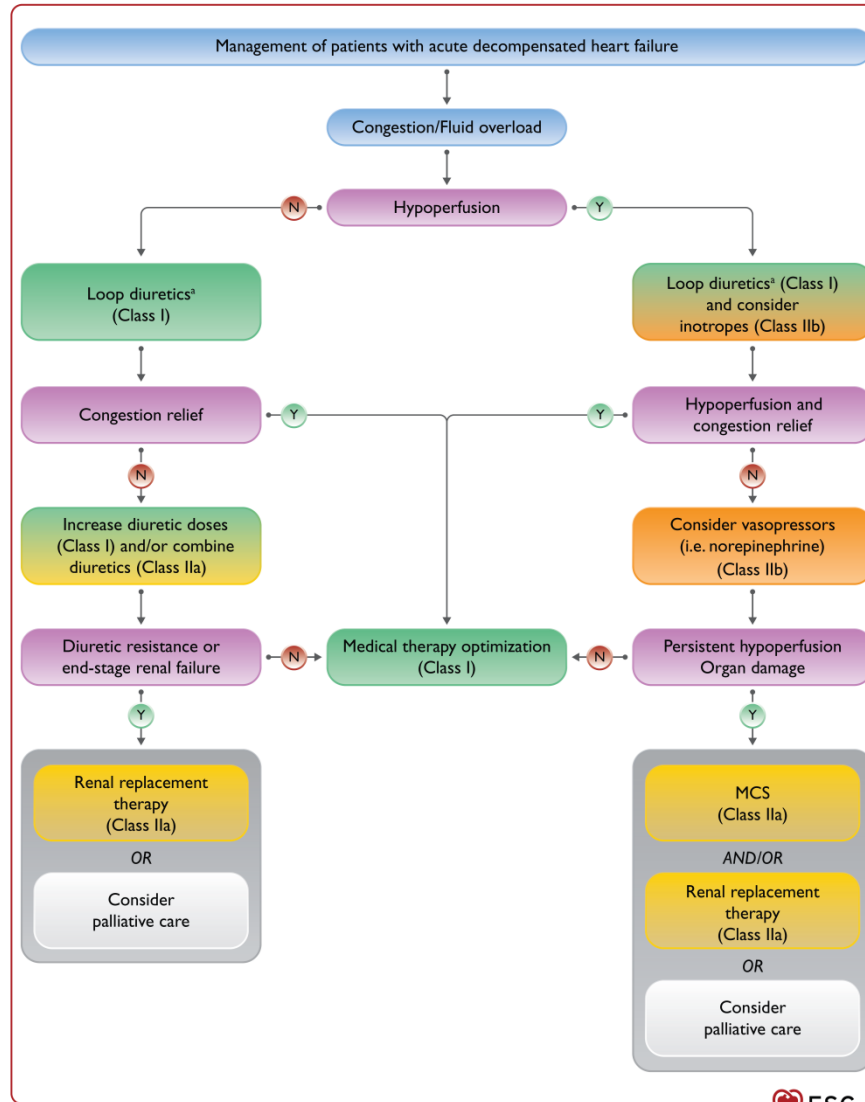 Management of patients with acute decompensated heart failure
Congestion/Fluid overload
N
Hypoperfusion
Y
Loop diureticsª
(Class I)
Loop diureticsª (Class I)
and consider
inotropes (Class IIb)
Congestion relief
Y
Y
Hypoperfusion and
congestion relief
N
N
Increase diuretic doses
(Class I) and/or combine
diuretics (Class IIa)
Consider vasopressors
(i.e. norepinephrine)
(Class IIb)
Diuretic resistance or
end-stage renal failure
N
Medical therapy optimization
(Class I)
N
Persistent hypoperfusion
Organ damage
Y
Y
Renal replacement
therapy
(Class IIa)
OR
Consider
palliative care
MCS
(Class IIa)
AND/OR
Renal replacement
therapy
(Class IIa)
OR
Consider
palliative care
ESC